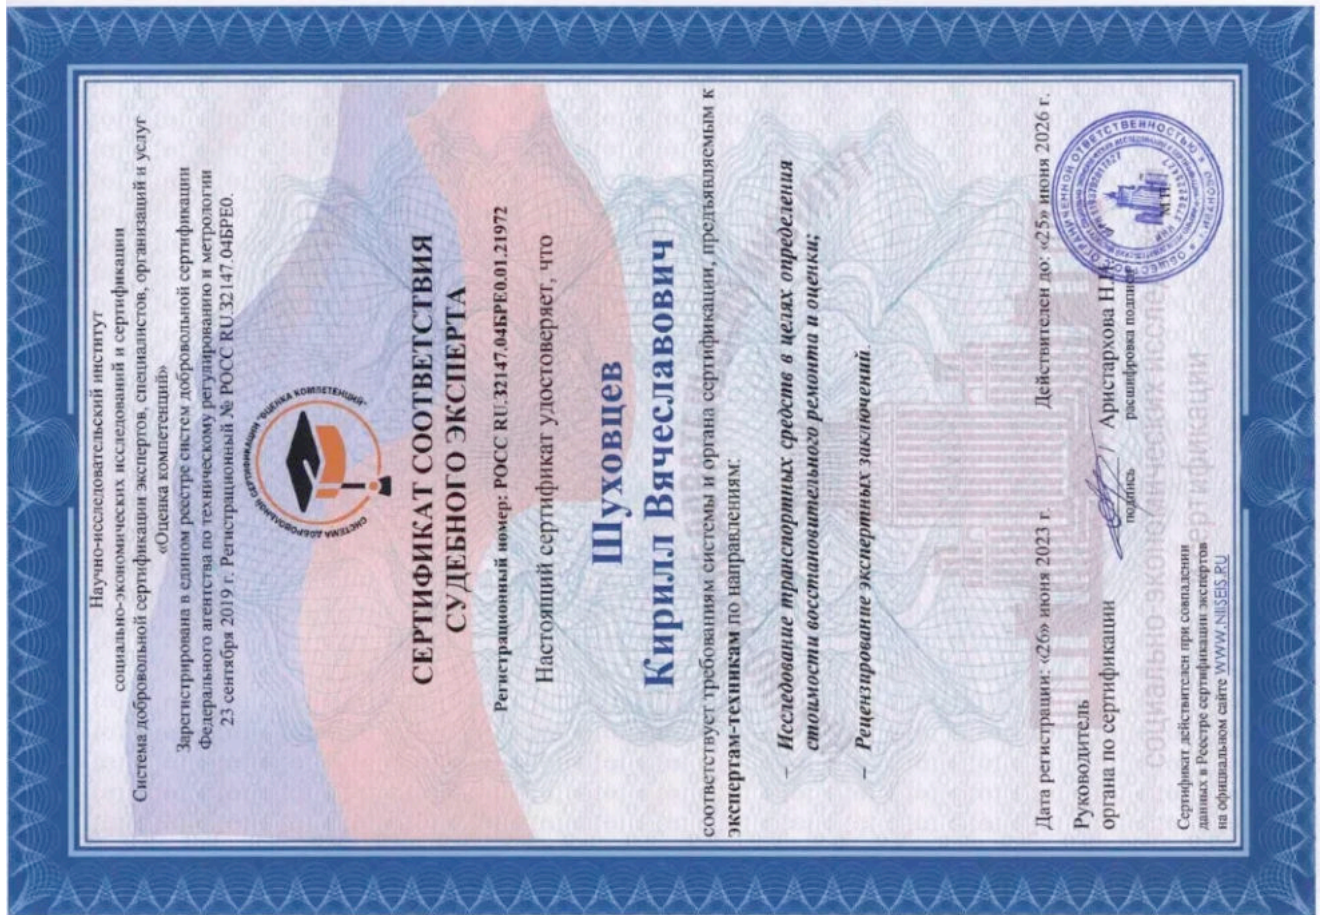 Научно-исследовательский институт
социально-экономических исследований и сертификации
Система добровольной сертификации экспертов, специалистов, организаций и услуг
«Оценка компетенций»
Зарегистрирована в едином реестре систем добровольной сертификации
Федерального агентства по техническому регулированию и метрологии
23 сентября 2019 г. Регистрационный № РОСС RU.32147.04БРЕ0.
СИСТЕМА ДОБРОВОЛЬНОЙ СЕРТИФИКАЦИИ "ОЦЕНКА КОМПЕТЕНЦИЙ"
СЕРТИФИКАТ СООТВЕТСТВИЯ
СУДЕБНОГО ЭКСПЕРТА
Регистрационный номер: РОСС RU.32147.04БРЕ0.01.21972
Настоящий сертификат удостоверяет, что
Шуховцев
Кирилл Вячеславович
соответствует требованиям системы и органа сертификации, предъявляемым к
экспертам-техникам по направлениям:
– Исследование транспортных средств в целях определения
стоимости восстановительного ремонта и оценки;
– Рецензирование экспертных заключений.
Дата регистрации: «26» июня 2023 г. Действителен до: «25» июня 2026 г.
Руководитель
органа по сертификации Аристархова Н.И.
подпись расшифровка подписи М.П.
Сертификат действителен при совпадении
данных в Реестре сертификации экспертов
на официальном сайте WWW.NIISEIS.RU